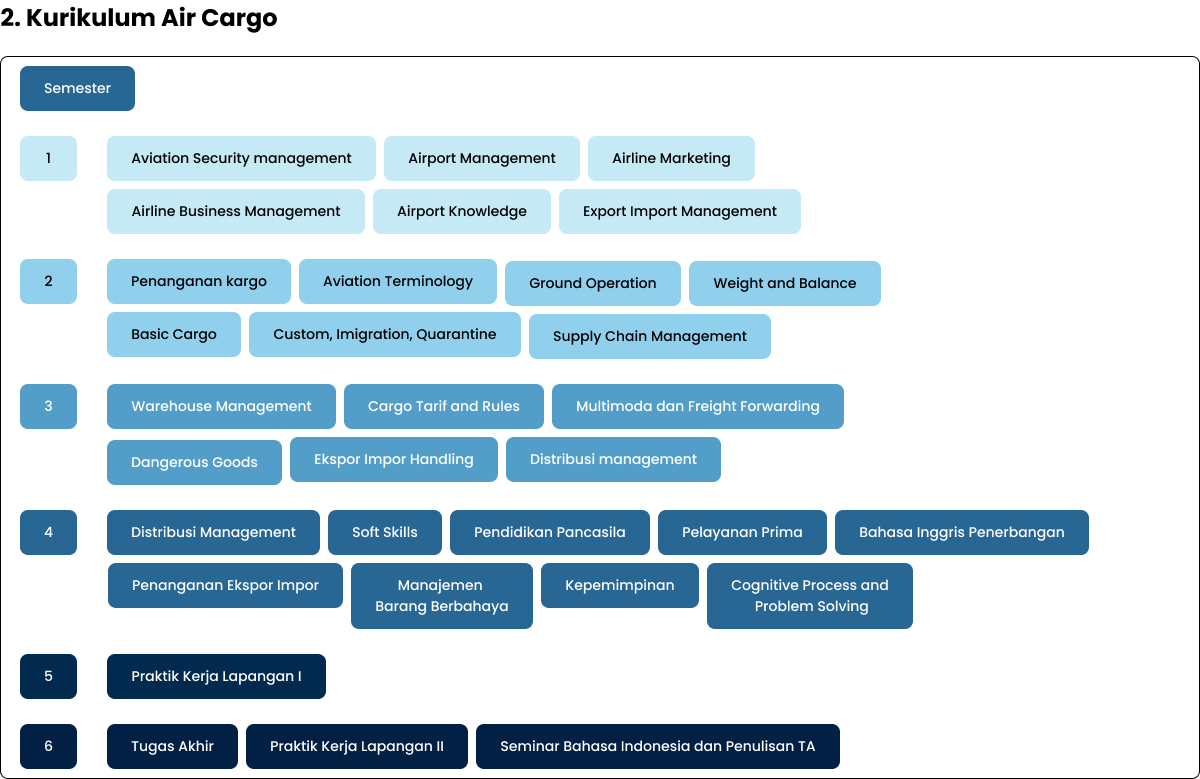 2. Kurikulum Air Cargo
Semester
1
Aviation Security management
Airport Management
Airline Marketing
Airline Business Management
Airport Knowledge
Export Import Management
2
Penanganan kargo
Aviation Terminology
Ground Operation
Weight and Balance
Basic Cargo
Custom, Imigration, Quarantine
Supply Chain Management
3
Warehouse Management
Cargo Tarif and Rules
Multimoda dan Freight Forwarding
Dangerous Goods
Ekspor Impor Handling
Distribusi management
4
Distribusi Management
Soft Skills
Pendidikan Pancasila
Pelayanan Prima
Bahasa Inggris Penerbangan
Penanganan Ekspor Impor
Manajemen
Barang Berbahaya
Kepemimpinan
Cognitive Process and
Problem Solving
5
Praktik Kerja Lapangan I
6
Tugas Akhir
Praktik Kerja Lapangan II
Seminar Bahasa Indonesia dan Penulisan TA